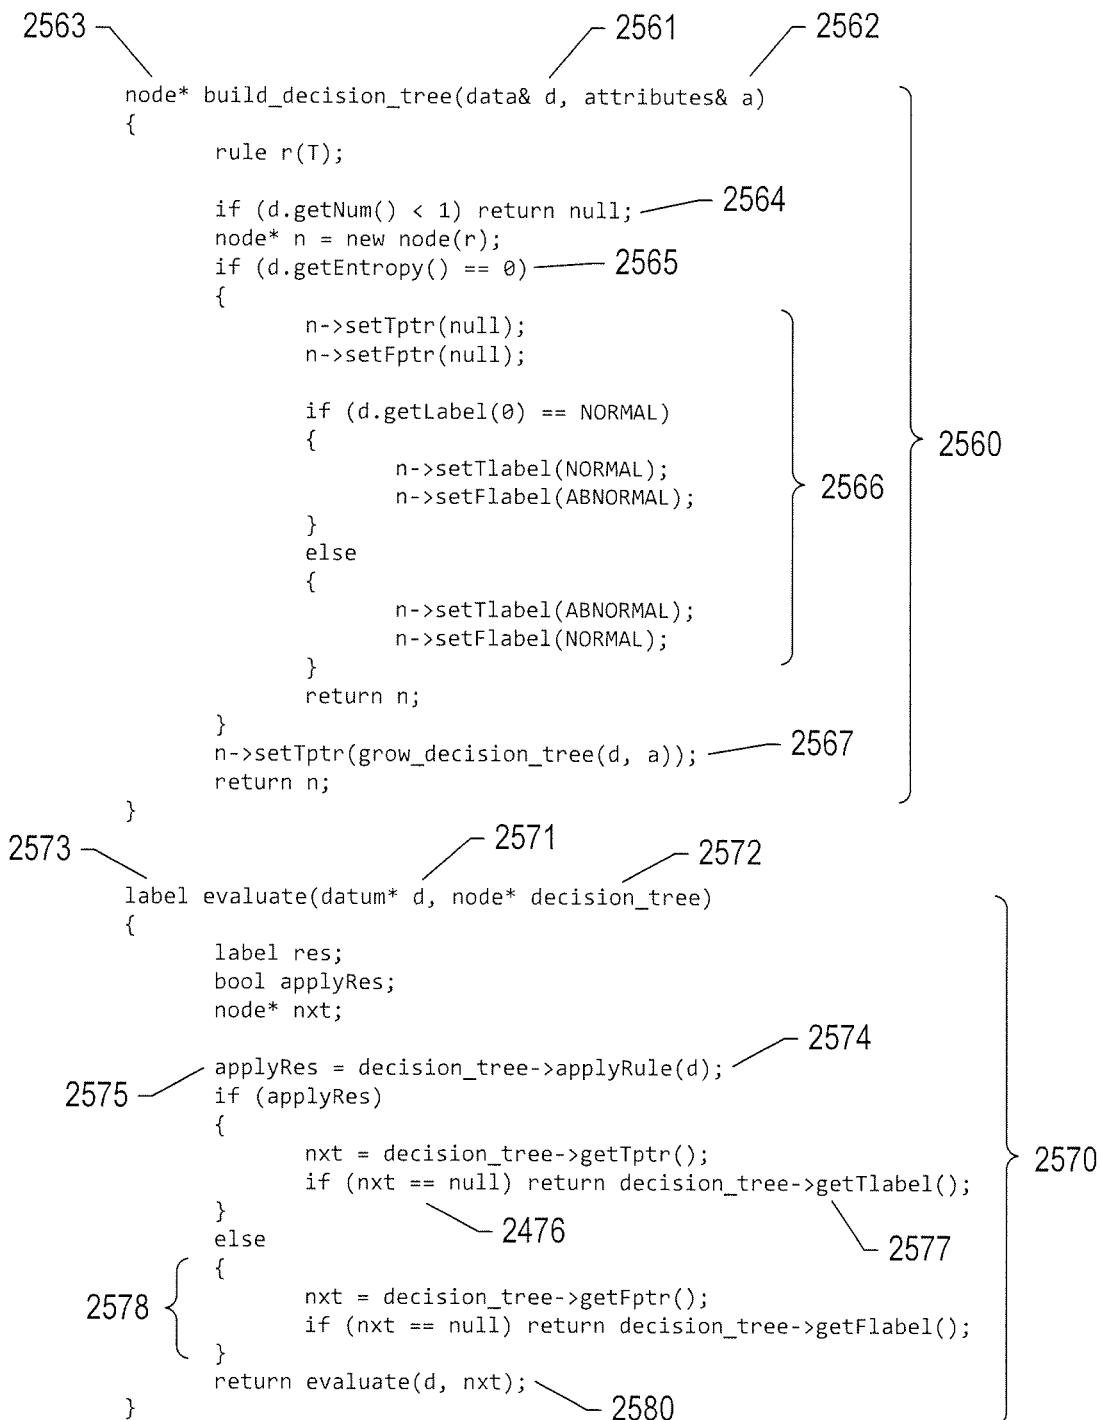 2563 2561 2562
node* build_decision_tree(data& d, attributes& a)
{
rule r(T);
if (d.getNum() < 1) return null; 2564
node* n = new node(r);
if (d.getEntropy() == 0) 2565
{
n->setTptr(null);
n->setFptr(null);
if (d.getLabel(0) == NORMAL)
{ 2560
n->setTlabel(NORMAL);
n->setFlabel(ABNORMAL); 2566
}
else
{
n->setTlabel(ABNORMAL);
n->setFlabel(NORMAL);
}
return n;
}
n->setTptr(grow_decision_tree(d, a)); 2567
return n;
}
2573 2571 2572
label evaluate(datum* d, node* decision_tree)
{
label res;
bool applyRes;
node* nxt;
2574
2575 applyRes = decision_tree->applyRule(d);
if (applyRes)
{
nxt = decision_tree->getTptr(); 2570
if (nxt == null) return decision_tree->getTlabel();
}
2476 2577
else
{
2578 nxt = decision_tree->getFptr();
if (nxt == null) return decision_tree->getFlabel();
}
return evaluate(d, nxt); 2580
}